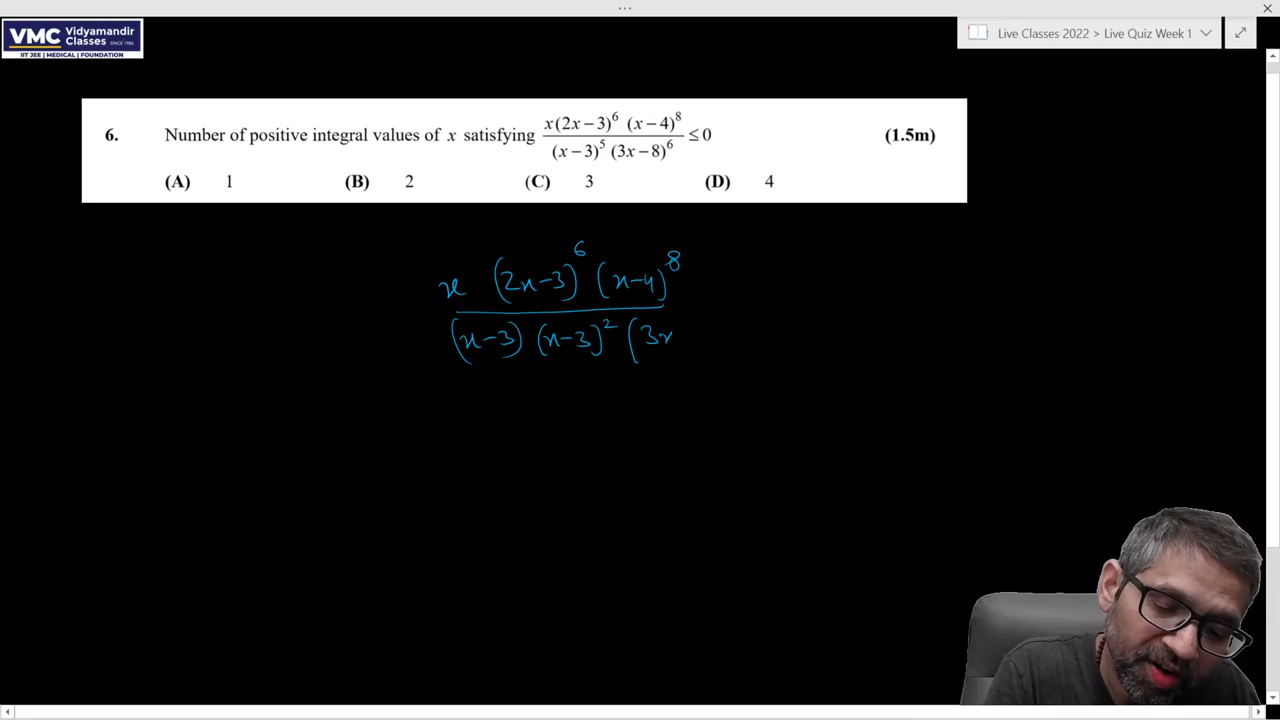 ...
VMC Vidyamandir Classes SINCE 1986
IIT JEE | MEDICAL | FOUNDATION
Live Classes 2022 > Live Quiz Week 1
6. Number of positive integral values of x satisfying x(2x−3)⁶ (x−4)⁸ / (x−3)⁵ (3x−8)⁶ ≤ 0 (1.5m)
(A) 1 (B) 2 (C) 3 (D) 4
x (2x−3)⁶ (x−4)⁸
(x−3) (x−3)² (3x